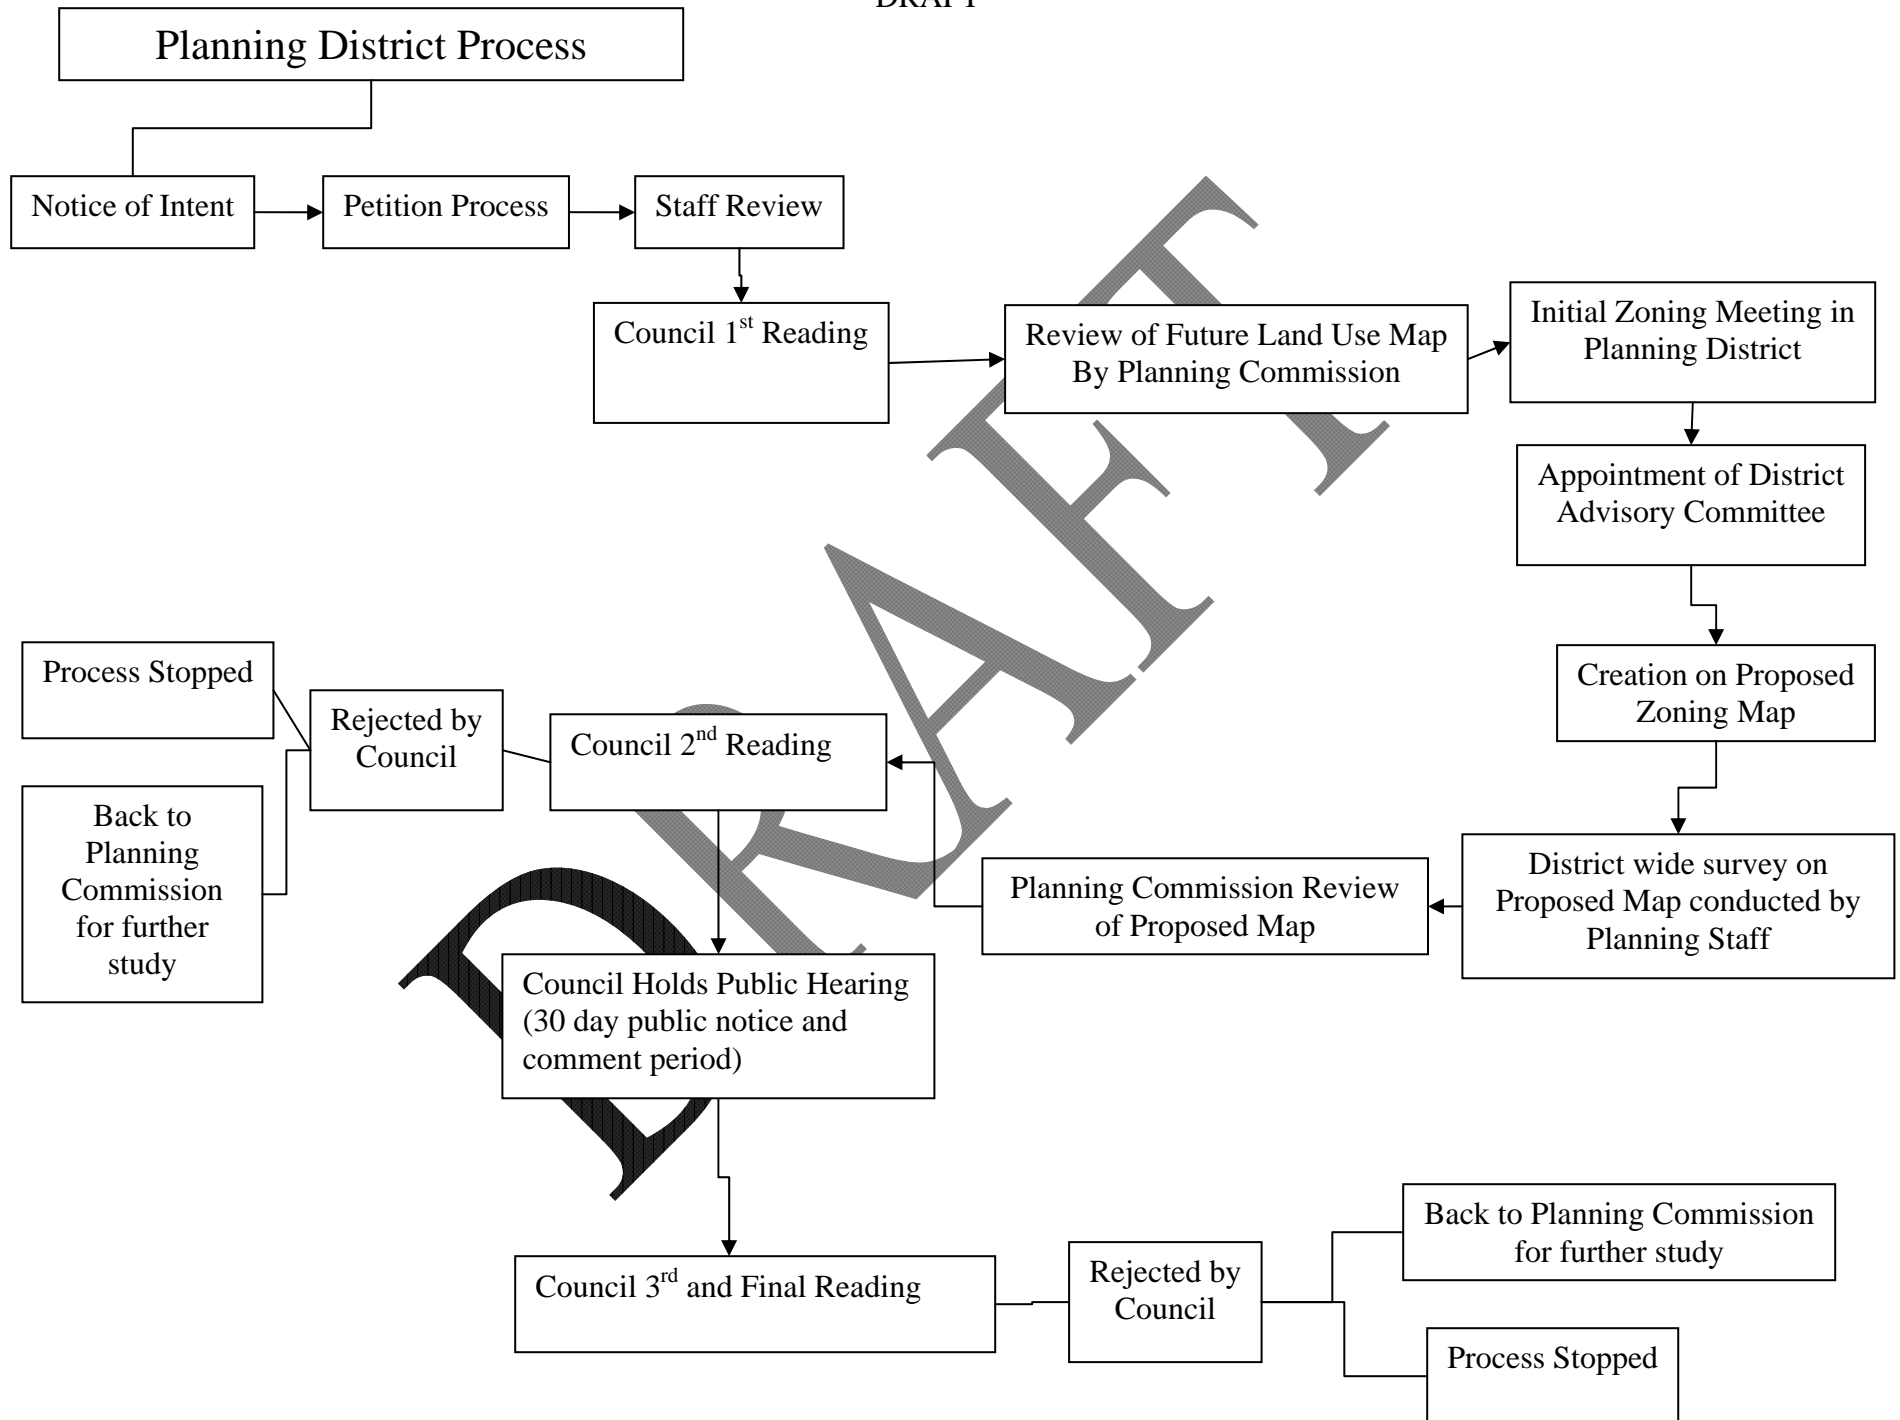 DRAFT
Planning District Process
Notice of Intent
Petition Process
Staff Review
Council 1st Reading
Review of Future Land Use Map
By Planning Commission
Initial Zoning Meeting in
Planning District
Appointment of District
Advisory Committee
Creation on Proposed
Zoning Map
District wide survey on
Proposed Map conducted by
Planning Staff
Planning Commission Review
of Proposed Map
Council 2nd Reading
Rejected by
Council
Process Stopped
Back to
Planning
Commission
for further
study
Council Holds Public Hearing
(30 day public notice and
comment period)
Council 3rd and Final Reading
Rejected by
Council
Back to Planning Commission
for further study
Process Stopped
DRAFT